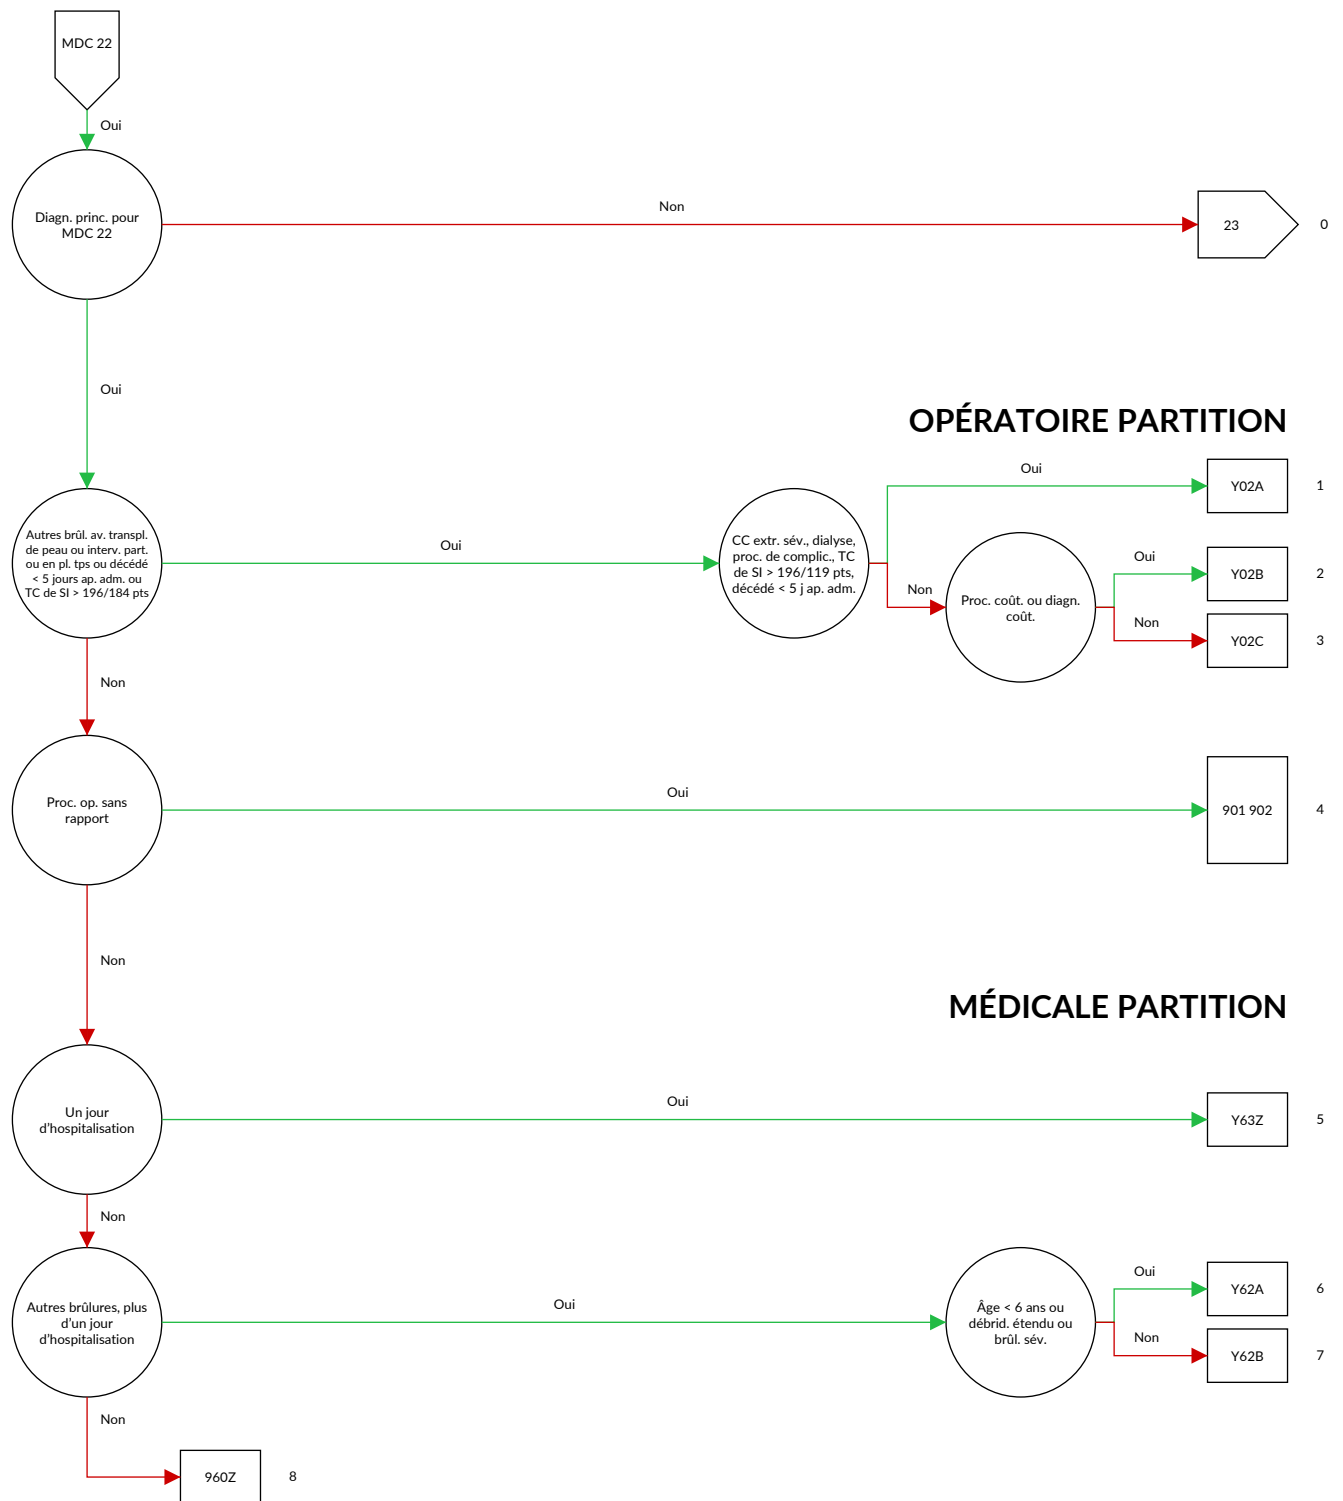 MDC 22
Oui
Diagn. princ. pour
MDC 22
Non
23
0
Oui
OPÉRATOIRE PARTITION
Autres brûl. av. transpl.
de peau ou interv. part.
ou en pl. tps ou décédé
< 5 jours ap. adm. ou
TC de SI > 196/184 pts
Oui
CC extr. sév., dialyse,
proc. de complic., TC
de SI > 196/119 pts,
décédé < 5 j ap. adm.
Oui
Y02A
1
Non
Proc. coût. ou diagn.
coût.
Oui
Y02B
2
Non
Y02C
3
Non
Proc. op. sans
rapport
Oui
901 902
4
Non
MÉDICALE PARTITION
Un jour
d'hospitalisation
Oui
Y63Z
5
Non
Autres brûlures, plus
d'un jour
d'hospitalisation
Oui
Âge < 6 ans ou
débrid. étendu ou
brûl. sév.
Oui
Y62A
6
Non
Y62B
7
Non
960Z
8